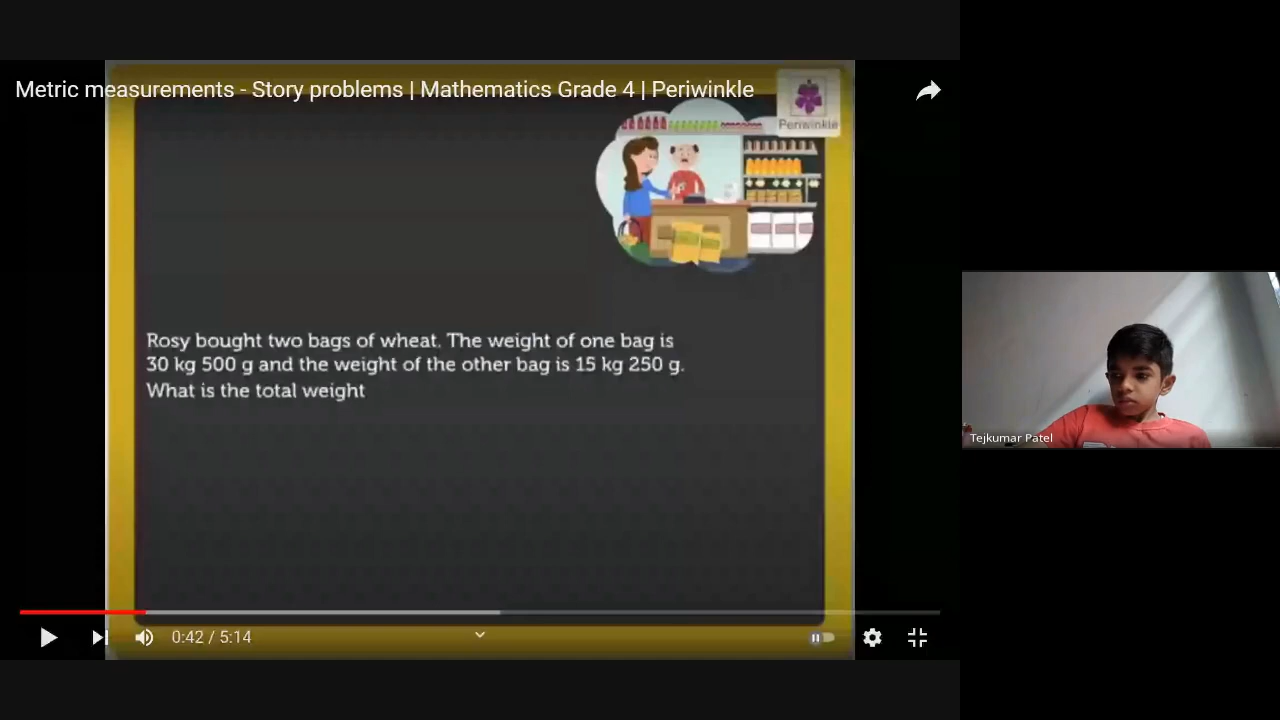 Metric measurements - Story problems | Mathematics Grade 4 | Periwinkle
Periwinkle
Rosy bought two bags of wheat. The weight of one bag is
30 kg 500 g and the weight of the other bag is 15 kg 250 g.
What is the total weight
Tejkumar Patel
0:42 / 5:14